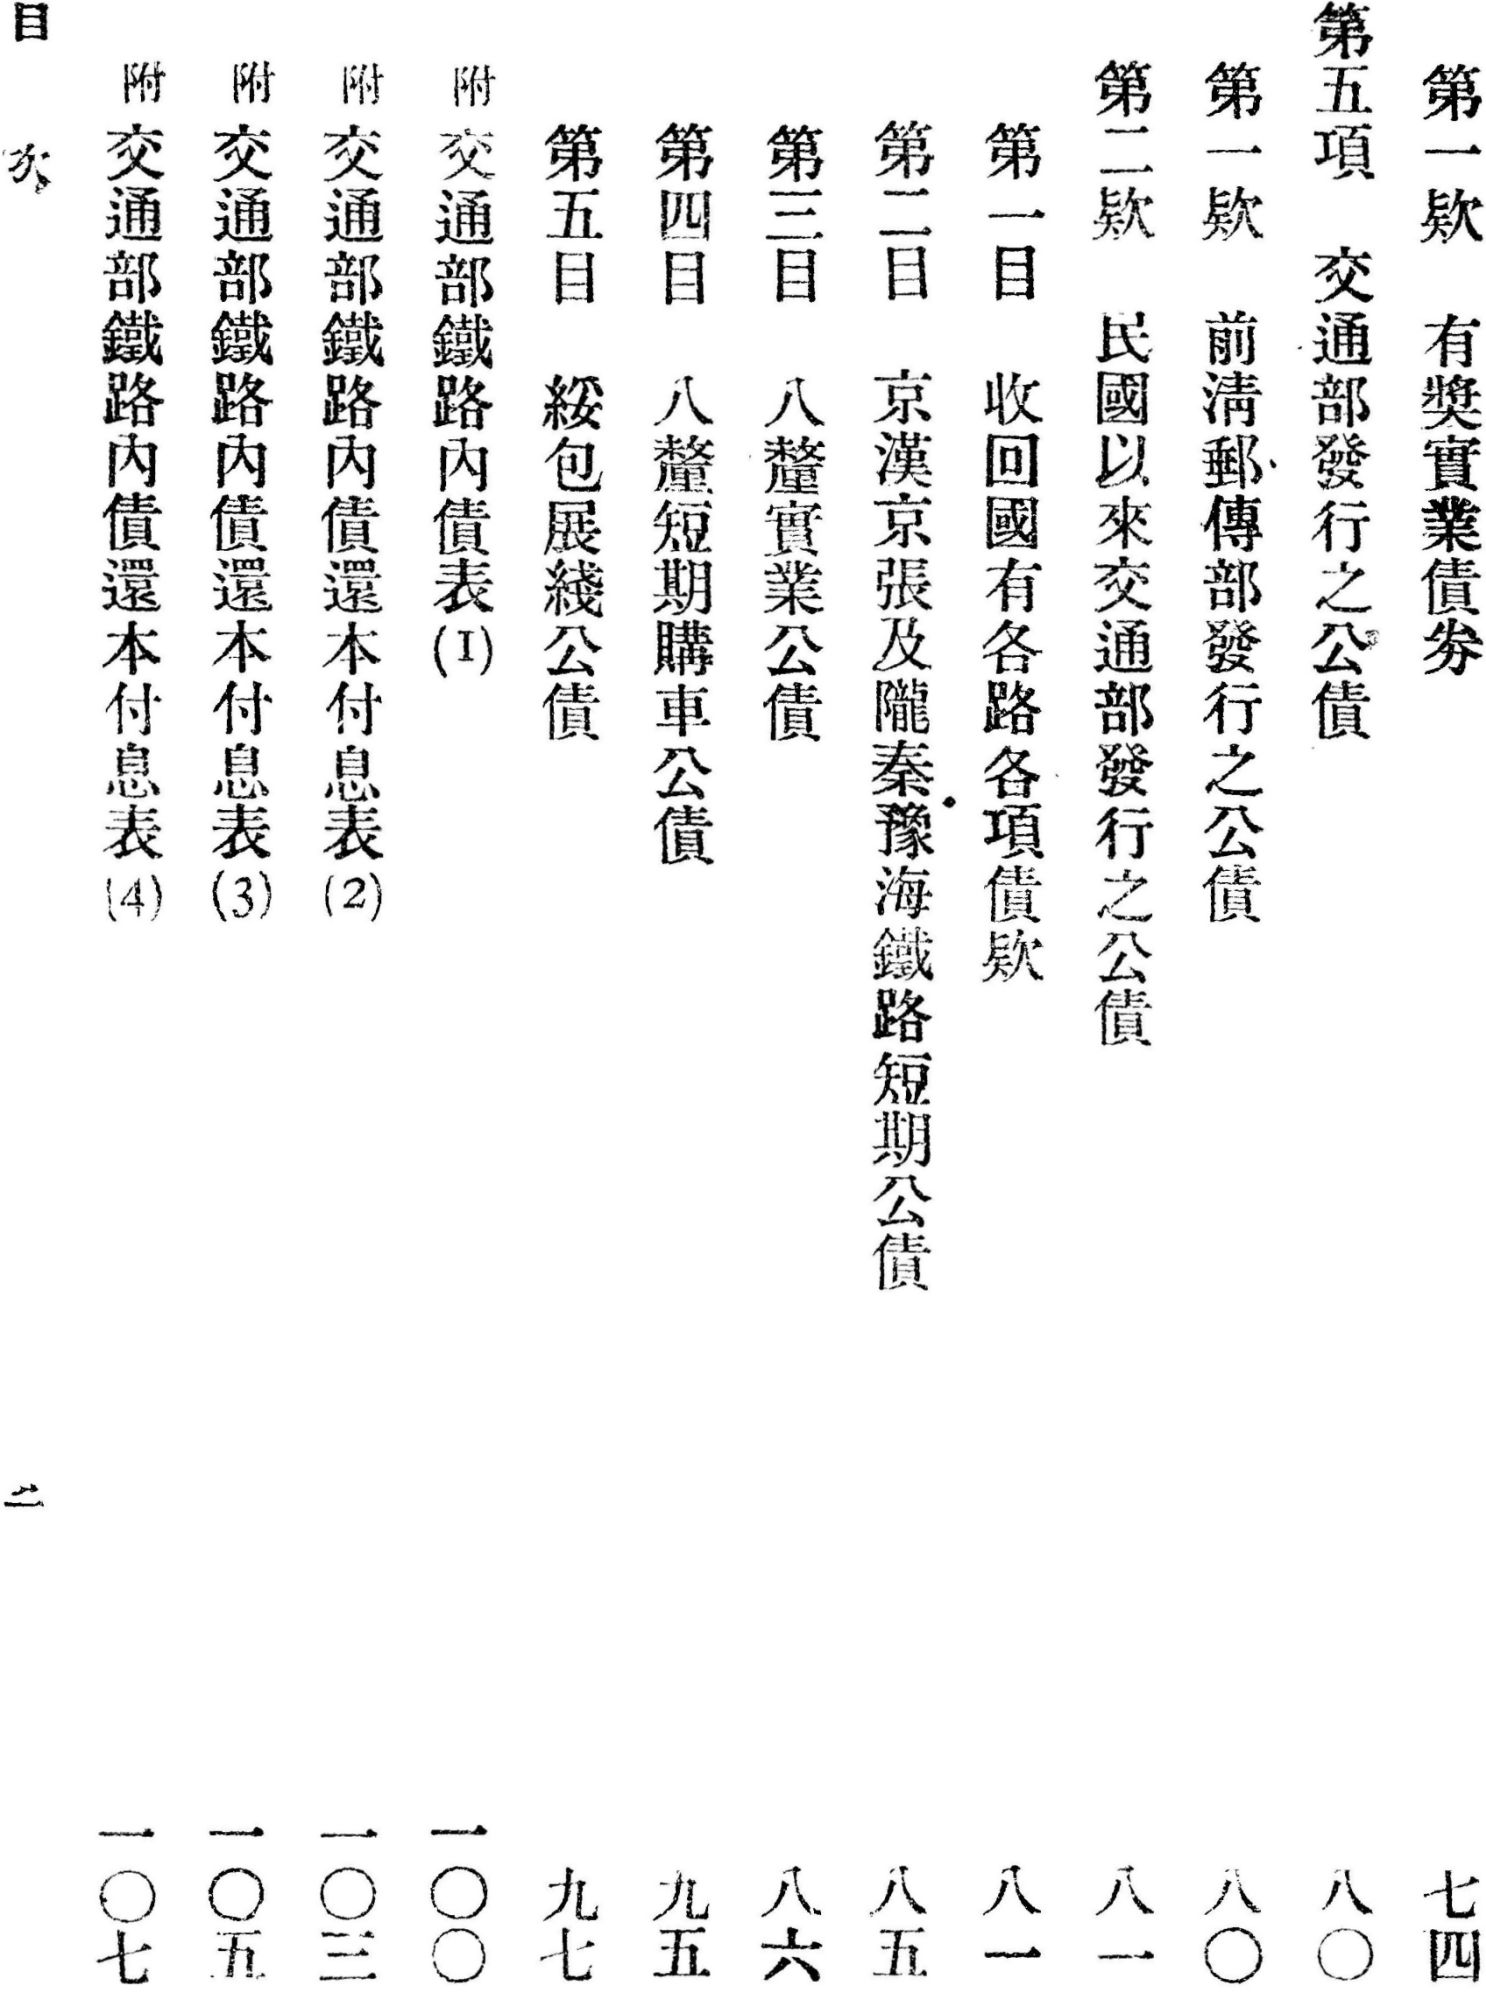 第一欵　有獎實業債劵　七四
第五項　交通部發行之公債　八〇
第一欵　前淸郵傳部發行之公債　八〇
第二欵　民國以來交通部發行之公債　八一
第一目　收回國有各路各項債欵　八一
第二目　京漢京張及隴秦豫海鐵路短期公債　八五
第三目　八釐實業公債　八六
第四目　八釐短期購車公債　九五
第五目　綏包展綫公債　九七
附　交通部鐵路內債表(1)　一〇〇
附　交通部鐵路內債還本付息表(2)　一〇三
附　交通部鐵路內債還本付息表(3)　一〇五
附　交通部鐵路內債還本付息表(4)　一〇七
目次　二